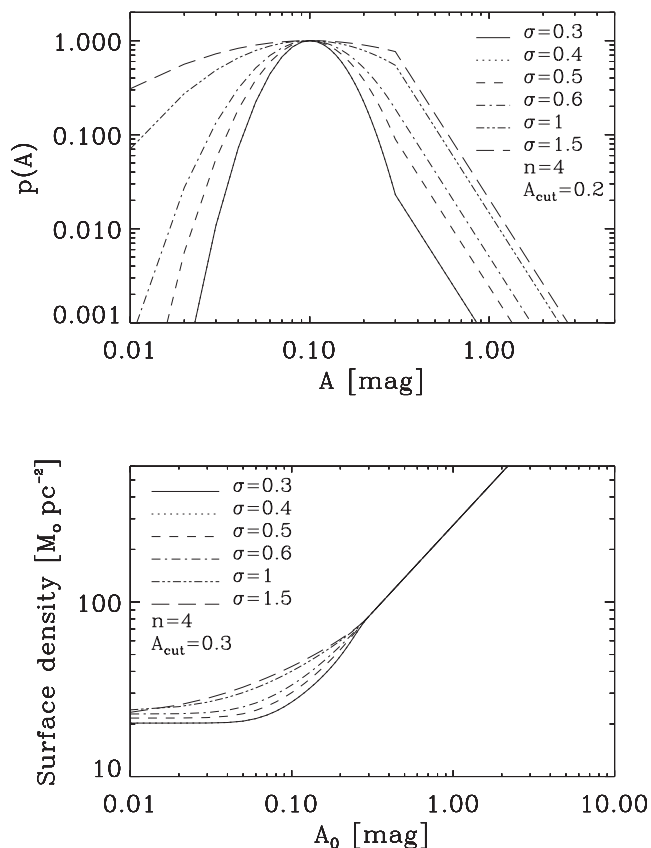 1.000
0.100
0.010
0.001
p(A)
σ=0.3
σ=0.4
σ=0.5
σ=0.6
σ=1
σ=1.5
n=4
A_cut=0.2
0.01 0.10 1.00
A [mag]
Surface density [M_o pc^-2]
100
10
σ=0.3
σ=0.4
σ=0.5
σ=0.6
σ=1
σ=1.5
n=4
A_cut=0.3
0.01 0.10 1.00 10.00
A_0 [mag]